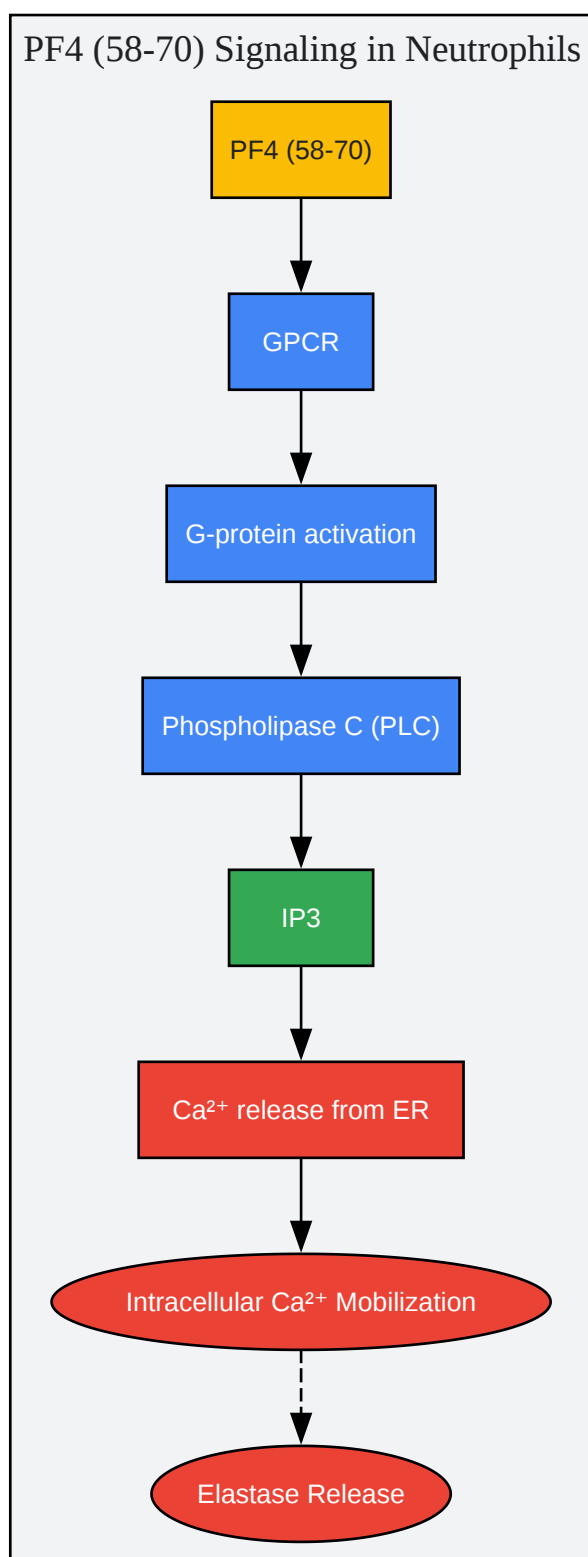 PF4 (58-70) Signaling in Neutrophils
PF4 (58-70)
GPCR
G-protein activation
Phospholipase C (PLC)
IP3
Ca²⁺ release from ER
Intracellular Ca²⁺ Mobilization
Elastase Release